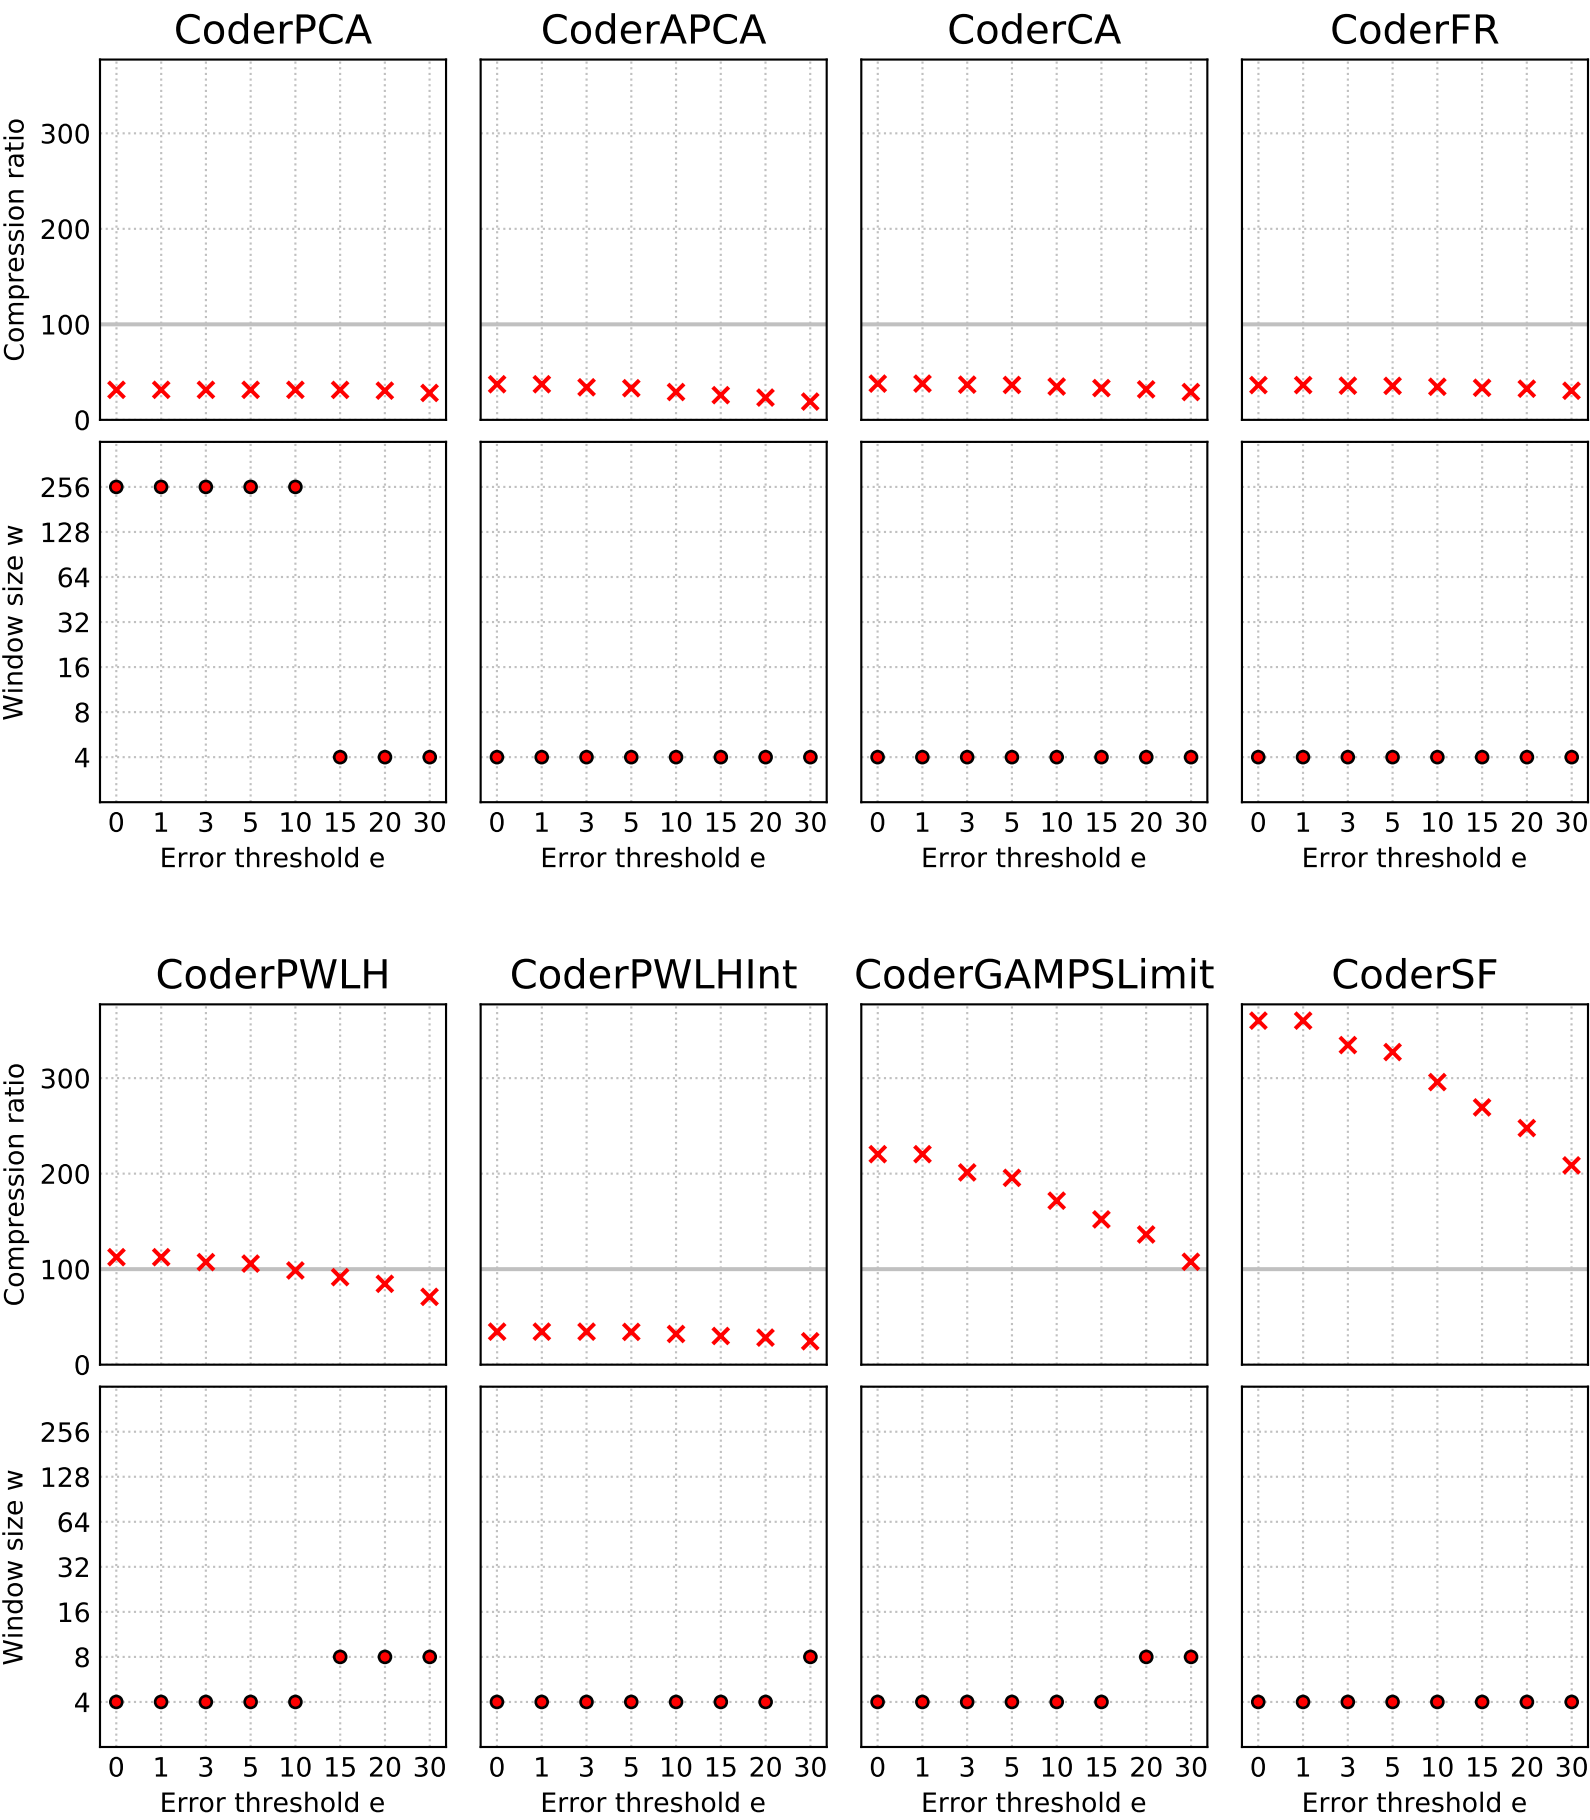 CoderPCA CoderAPCA CoderCA CoderFR
Compression ratio
300
200
100
0
Window size w
256
128
64
32
16
8
4
0 1 3 5 10 15 20 30 0 1 3 5 10 15 20 30 0 1 3 5 10 15 20 30 0 1 3 5 10 15 20 30
Error threshold e Error threshold e Error threshold e Error threshold e
CoderPWLH CoderPWLHInt CoderGAMPSLimit CoderSF
Compression ratio
300
200
100
0
Window size w
256
128
64
32
16
8
4
0 1 3 5 10 15 20 30 0 1 3 5 10 15 20 30 0 1 3 5 10 15 20 30 0 1 3 5 10 15 20 30
Error threshold e Error threshold e Error threshold e Error threshold e